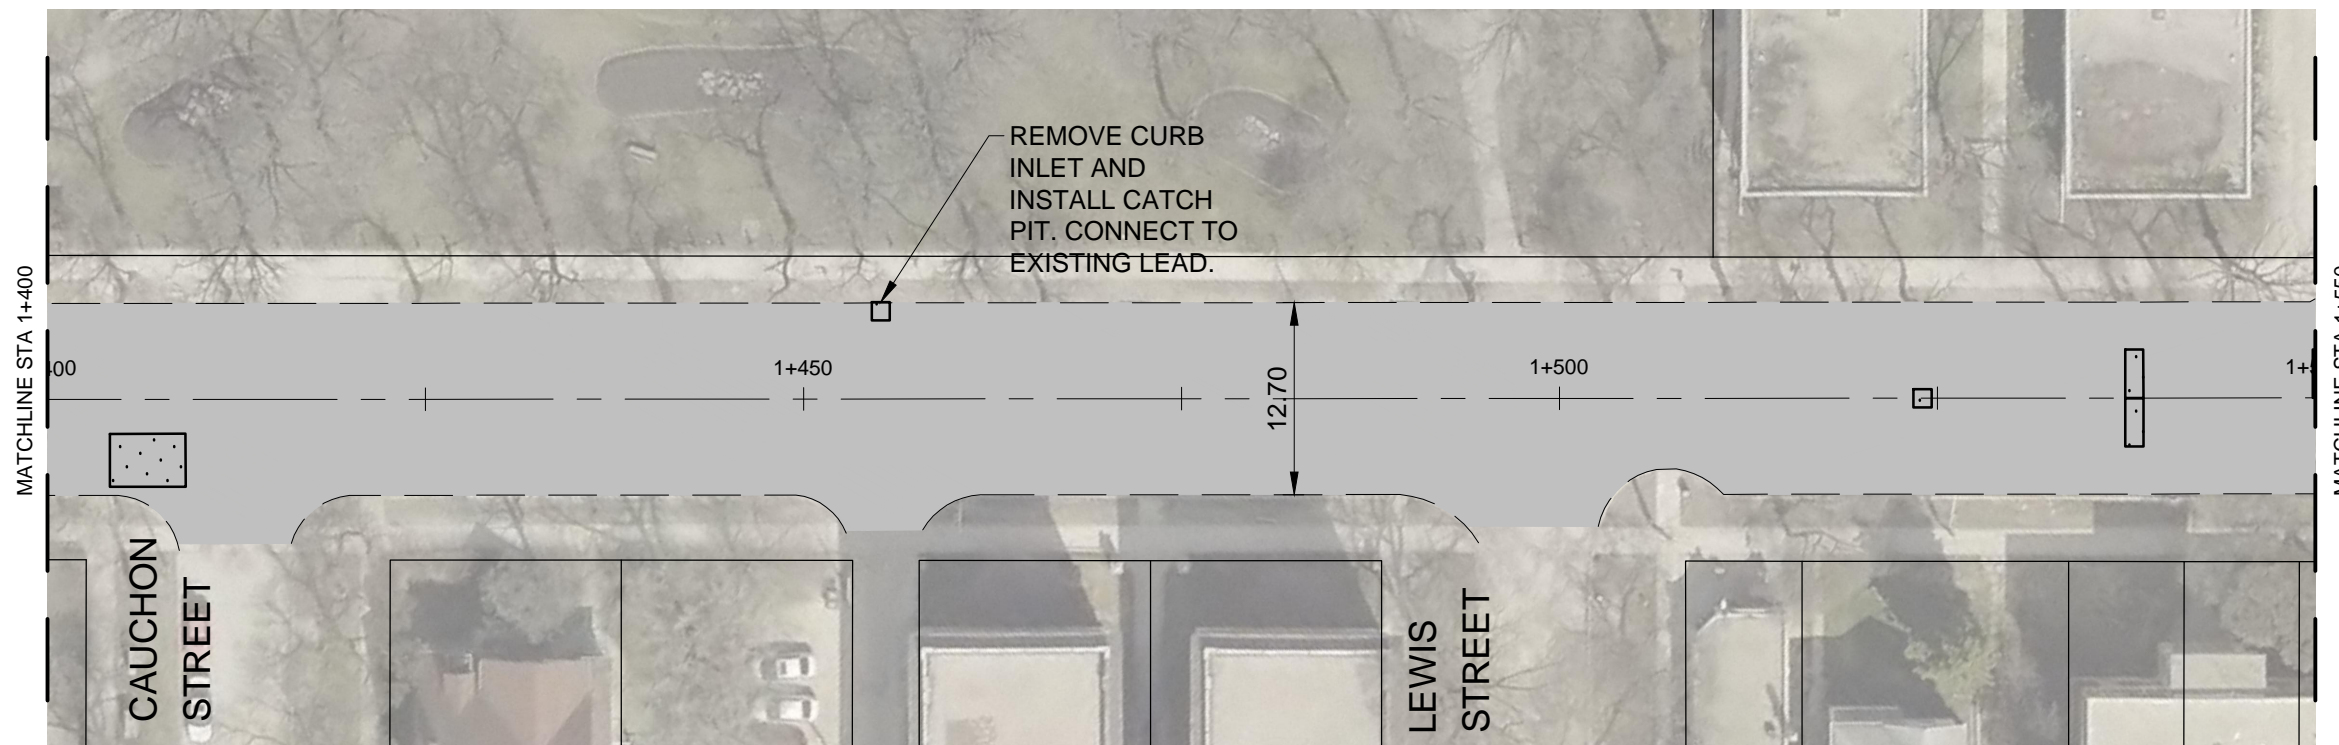 REMOVE CURB
INLET AND
INSTALL CATCH
PIT. CONNECT TO
EXISTING LEAD.
MATCHLINE STA 1+400
1+450
1+500
12.70
CAUCHON
STREET
LEWIS
STREET